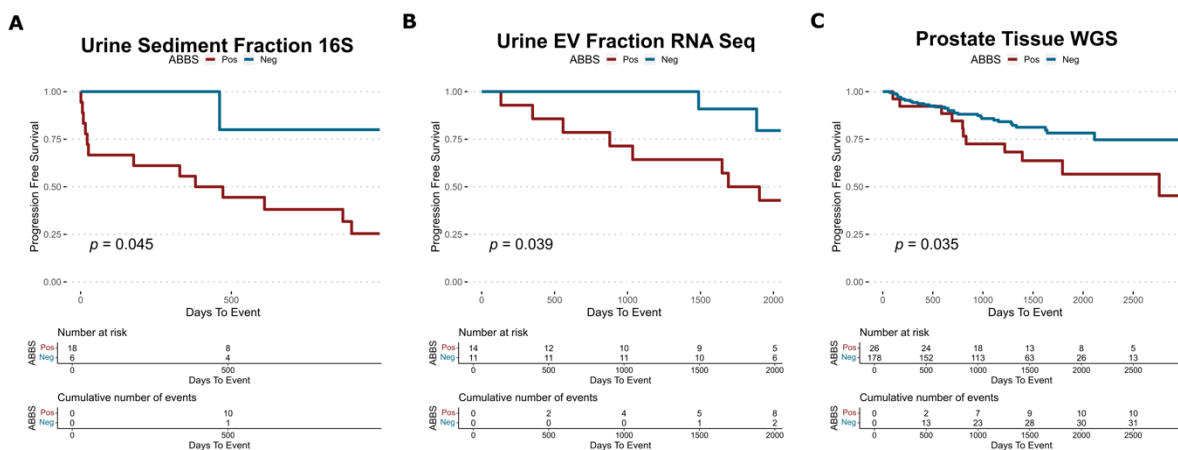 A
Urine Sediment Fraction 16S
ABBS Pos Neg
1.00
0.75
0.50
0.25
0.00
Progression Free Survival
p = 0.045
0 500
Days To Event
Number at risk
ABBS
Pos 18 8
Neg 6 4
0 500
Days To Event
Cumulative number of events
ABBS
Pos 0 10
Neg 0 1
0 500
Days To Event
B
Urine EV Fraction RNA Seq
ABBS Pos Neg
1.00
0.75
0.50
0.25
0.00
Progression Free Survival
p = 0.039
0 500 1000 1500 2000
Days To Event
Number at risk
ABBS
Pos 14 12 10 9 5
Neg 11 11 11 10 6
0 500 1000 1500 2000
Days To Event
Cumulative number of events
ABBS
Pos 0 2 4 5 8
Neg 0 0 0 1 2
0 500 1000 1500 2000
Days To Event
C
Prostate Tissue WGS
ABBS Pos Neg
1.00
0.75
0.50
0.25
0.00
Progression Free Survival
p = 0.035
0 500 1000 1500 2000 2500
Days To Event
Number at risk
ABBS
Pos 26 24 18 13 8 5
Neg 178 152 113 63 26 13
0 500 1000 1500 2000 2500
Days To Event
Cumulative number of events
ABBS
Pos 0 2 7 9 10 10
Neg 0 13 23 28 30 31
0 500 1000 1500 2000 2500
Days To Event